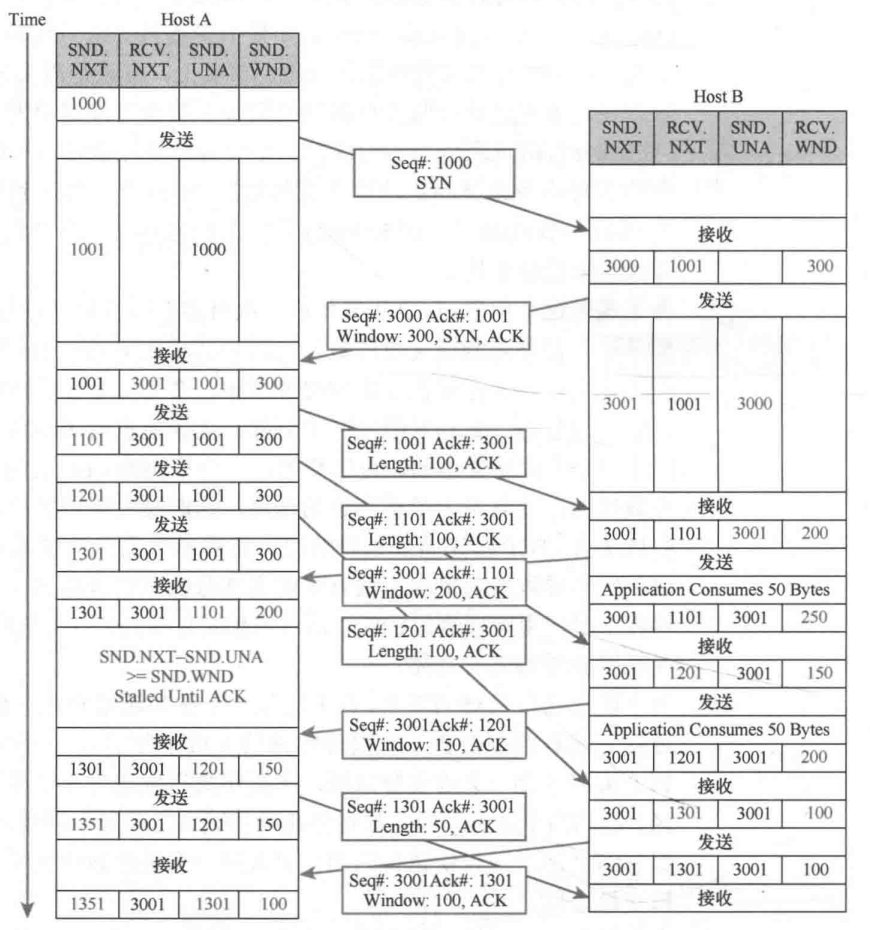 Time
Host A
SND. RCV. SND. SND.
NXT NXT UNA WND
1000
发送
1001 1000
接收
1001 3001 1001 300
发送
1101 3001 1001 300
发送
1201 3001 1001 300
发送
1301 3001 1001 300
接收
1301 3001 1101 200
SND.NXT–SND.UNA
>= SND.WND
Stalled Until ACK
接收
1301 3001 1201 150
发送
1351 3001 1201 150
接收
1351 3001 1301 100
Seq#: 1000
SYN
Seq#: 3000 Ack#: 1001
Window: 300, SYN, ACK
Seq#: 1001 Ack#: 3001
Length: 100, ACK
Seq#: 1101 Ack#: 3001
Length: 100, ACK
Seq#: 3001 Ack#: 1101
Window: 200, ACK
Seq#: 1201 Ack#: 3001
Length: 100, ACK
Seq#: 3001Ack#: 1201
Window: 150, ACK
Seq#: 1301 Ack#: 3001
Length: 50, ACK
Seq#: 3001Ack#: 1301
Window: 100, ACK
Host B
SND. RCV. SND. RCV.
NXT NXT UNA WND
接收
3000 1001 300
发送
3001 1001 3000
接收
3001 1101 3001 200
发送
Application Consumes 50 Bytes
3001 1101 3001 250
接收
3001 1201 3001 150
发送
Application Consumes 50 Bytes
3001 1201 3001 200
接收
3001 1301 3001 100
发送
3001 1301 3001 100
接收